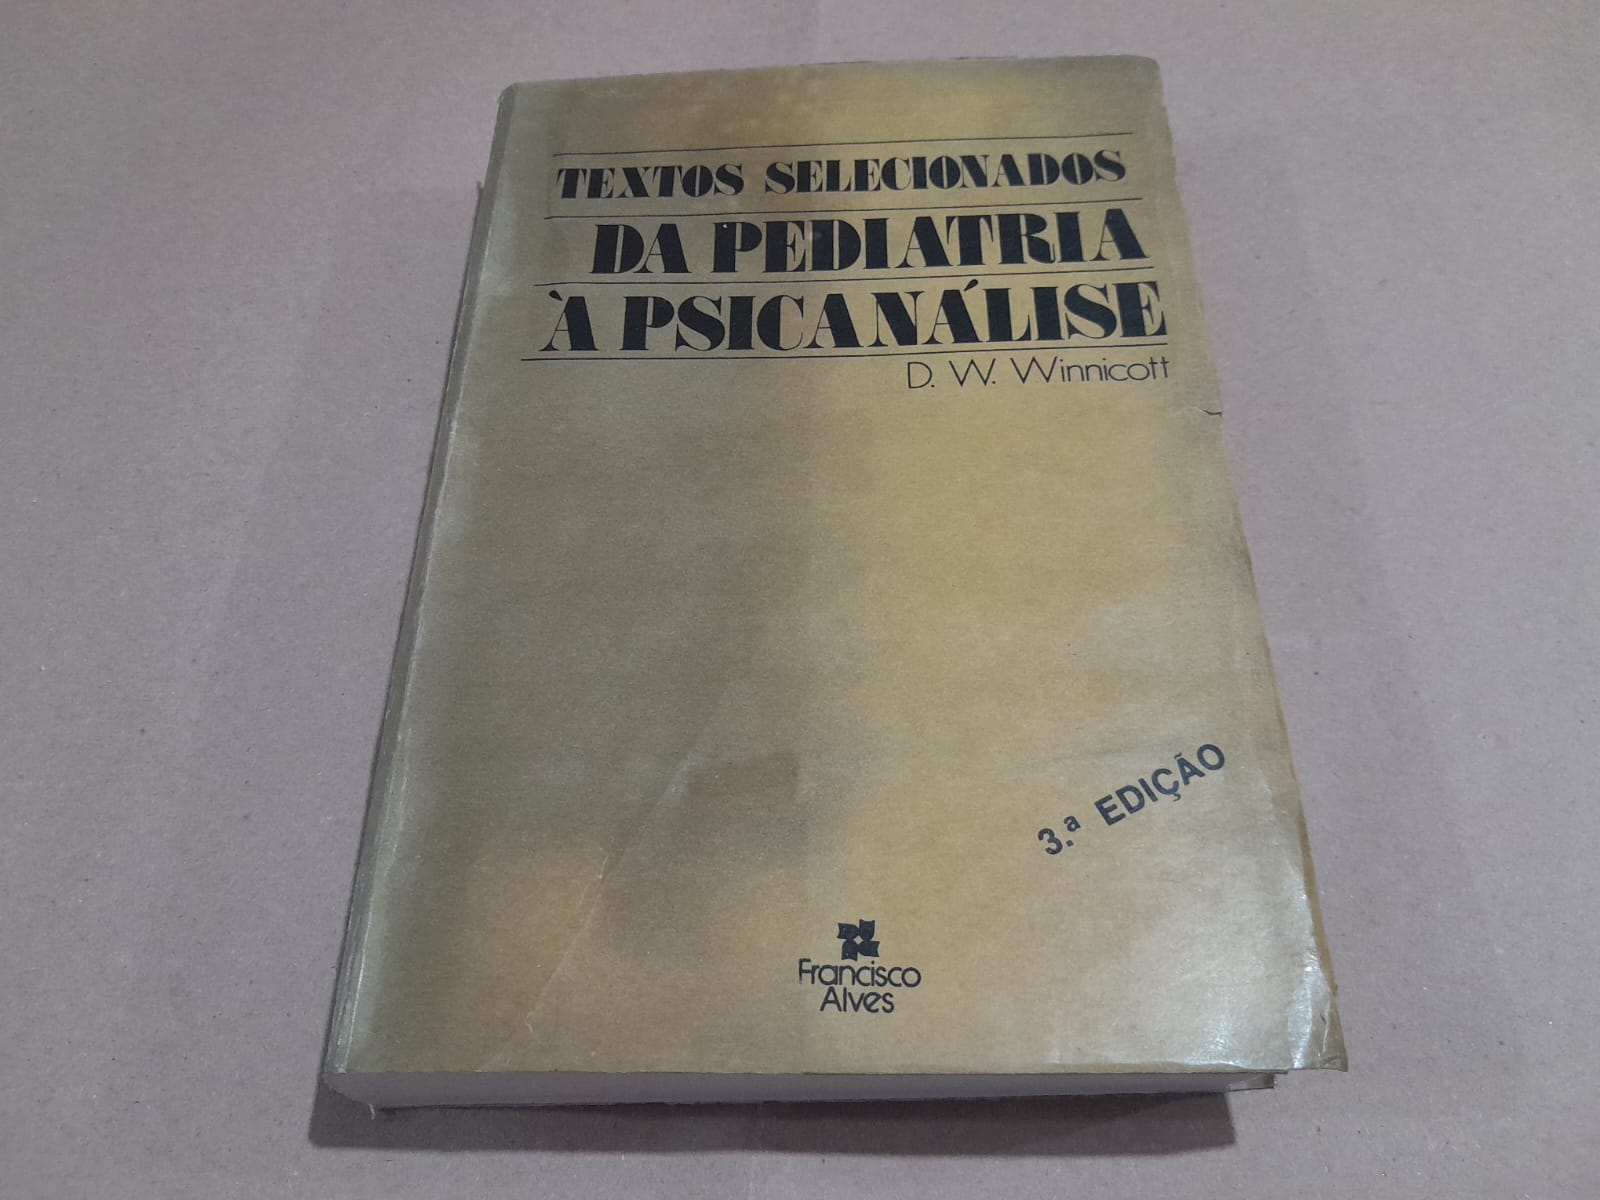 TEXTOS SELECIONADOS
DA PEDIATRIA
À PSICANÁLISE
D. W. Winnicott
3.ª EDIÇÃO
Francisco
Alves